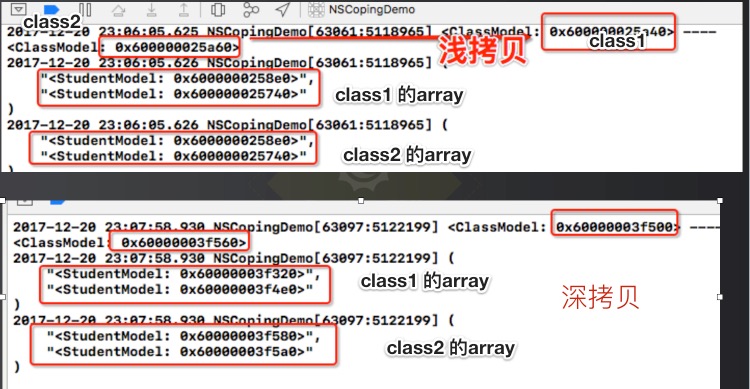 class2
NSCopingDemo
2017-12-20 23:06:05.625 NSCopingDemo[63061:5118965] <ClassModel: 0x600000025a40> ----
class1
<ClassModel: 0x600000025a60>
浅拷贝
2017-12-20 23:06:05.626 NSCopingDemo[63061:5118965] (
"<StudentModel: 0x6000000258e0>",
"<StudentModel: 0x600000025740>"
class1 的array
)
2017-12-20 23:06:05.626 NSCopingDemo[63061:5118965] (
"<StudentModel: 0x6000000258e0>",
"<StudentModel: 0x600000025740>"
class2 的array
2017-12-20 23:07:58.930 NSCopingDemo[63097:5122199] <ClassModel: 0x60000003f500> ----
<ClassModel: 0x60000003f560>
2017-12-20 23:07:58.930 NSCopingDemo[63097:5122199] (
"<StudentModel: 0x60000003f320>",
"<StudentModel: 0x60000003f4e0>"
class1 的array
深拷贝
)
2017-12-20 23:07:58.930 NSCopingDemo[63097:5122199] (
"<StudentModel: 0x60000003f580>",
"<StudentModel: 0x60000003f5a0>"
class2 的array
)